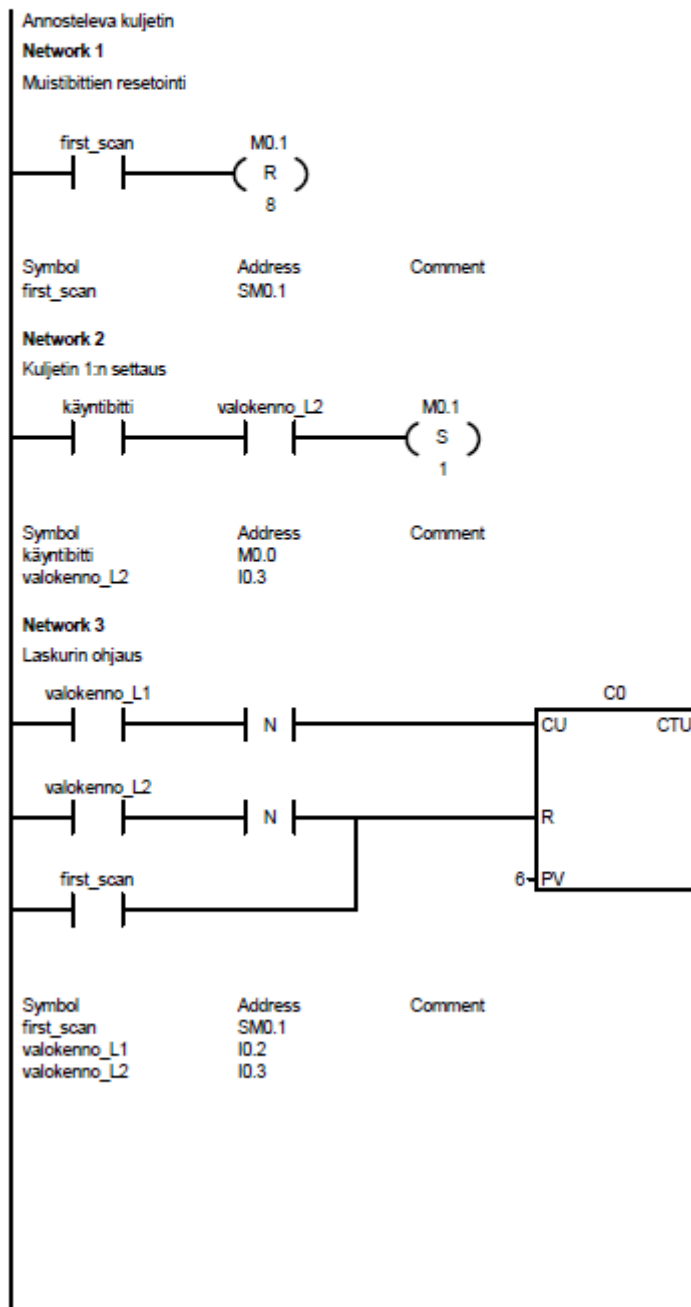 Annosteleva kuljetin
Network 1
Muistibittien resetointi
first_scan M0.1
R
8
Symbol Address Comment
first_scan SM0.1
Network 2
Kuljetin 1:n settaus
käyntibitti valokenno_L2 M0.1
S
1
Symbol Address Comment
käyntibitti M0.0
valokenno_L2 I0.3
Network 3
Laskurin ohjaus
valokenno_L1 C0
N CU CTU
valokenno_L2
N R
first_scan 6 PV
Symbol Address Comment
first_scan SM0.1
valokenno_L1 I0.2
valokenno_L2 I0.3